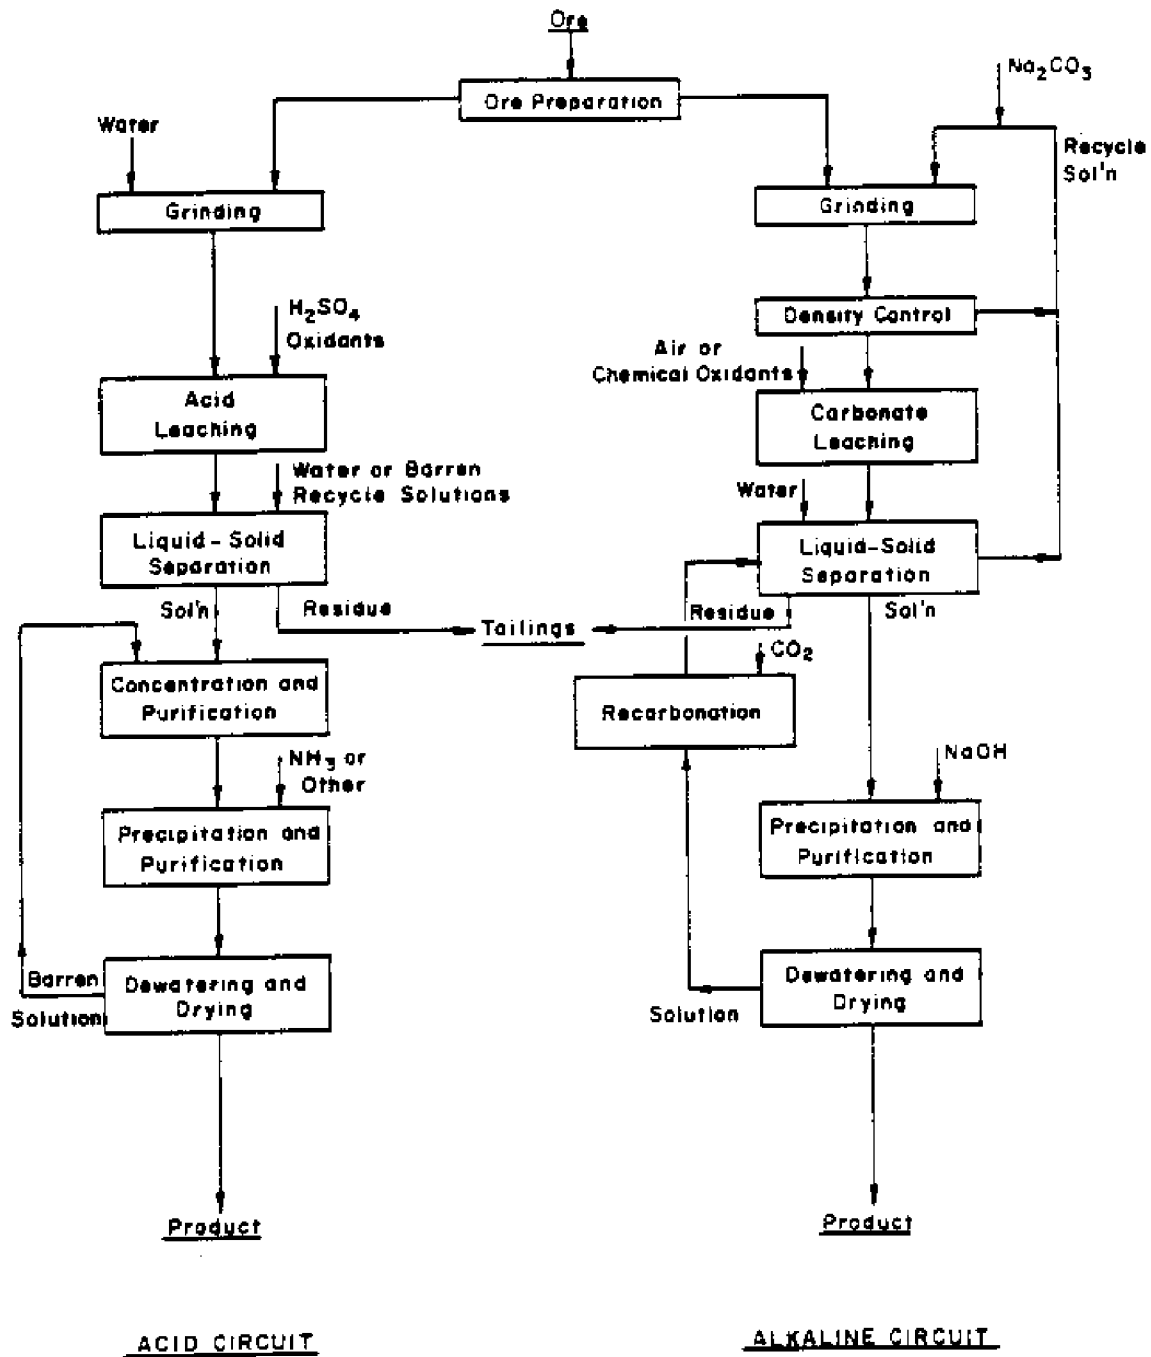 Ore
Ore Preparation
Na2CO3
Water
Recycle
Sol'n
Grinding
Grinding
H2SO4
Oxidants
Density Control
Air or
Chemical Oxidants
Acid
Leaching
Carbonate
Leaching
Water or Barren
Recycle Solutions
Water
Liquid-Solid
Separation
Liquid-Solid
Separation
Sol'n
Residue
Tailings
Residue
Sol'n
CO2
Concentration and
Purification
Recarbonation
NH3 or
Other
NaOH
Precipitation and
Purification
Precipitation and
Purification
Barren
Solution
Dewatering and
Drying
Dewatering and
Drying
Solution
Product
Product
ACID CIRCUIT
ALKALINE CIRCUIT